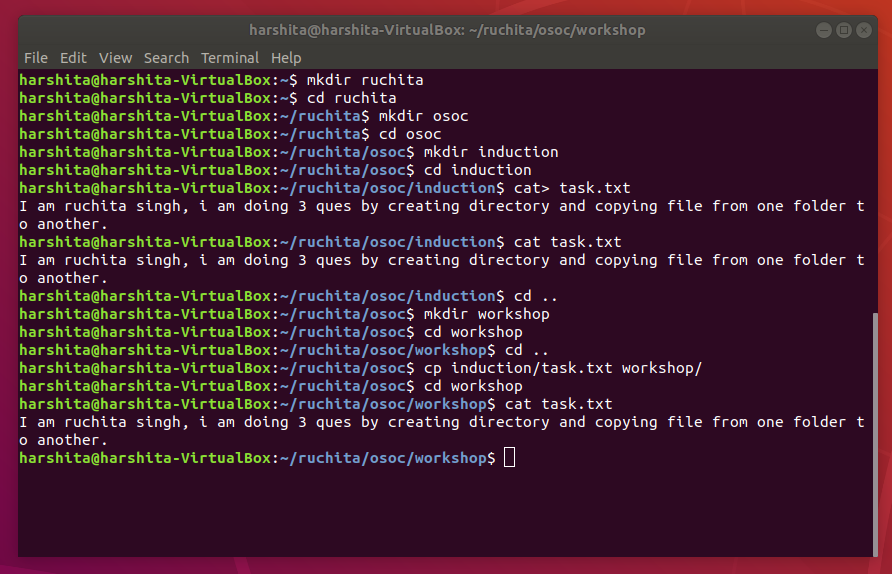 harshita@harshita-VirtualBox: ~/ruchita/osoc/workshop
File Edit View Search Terminal Help
harshita@harshita-VirtualBox:~$ mkdir ruchita
harshita@harshita-VirtualBox:~$ cd ruchita
harshita@harshita-VirtualBox:~/ruchita$ mkdir osoc
harshita@harshita-VirtualBox:~/ruchita$ cd osoc
harshita@harshita-VirtualBox:~/ruchita/osoc$ mkdir induction
harshita@harshita-VirtualBox:~/ruchita/osoc$ cd induction
harshita@harshita-VirtualBox:~/ruchita/osoc/induction$ cat> task.txt
I am ruchita singh, i am doing 3 ques by creating directory and copying file from one folder t
o another.
harshita@harshita-VirtualBox:~/ruchita/osoc/induction$ cat task.txt
I am ruchita singh, i am doing 3 ques by creating directory and copying file from one folder t
o another.
harshita@harshita-VirtualBox:~/ruchita/osoc/induction$ cd ..
harshita@harshita-VirtualBox:~/ruchita/osoc$ mkdir workshop
harshita@harshita-VirtualBox:~/ruchita/osoc$ cd workshop
harshita@harshita-VirtualBox:~/ruchita/osoc/workshop$ cd ..
harshita@harshita-VirtualBox:~/ruchita/osoc$ cp induction/task.txt workshop/
harshita@harshita-VirtualBox:~/ruchita/osoc$ cd workshop
harshita@harshita-VirtualBox:~/ruchita/osoc/workshop$ cat task.txt
I am ruchita singh, i am doing 3 ques by creating directory and copying file from one folder t
o another.
harshita@harshita-VirtualBox:~/ruchita/osoc/workshop$